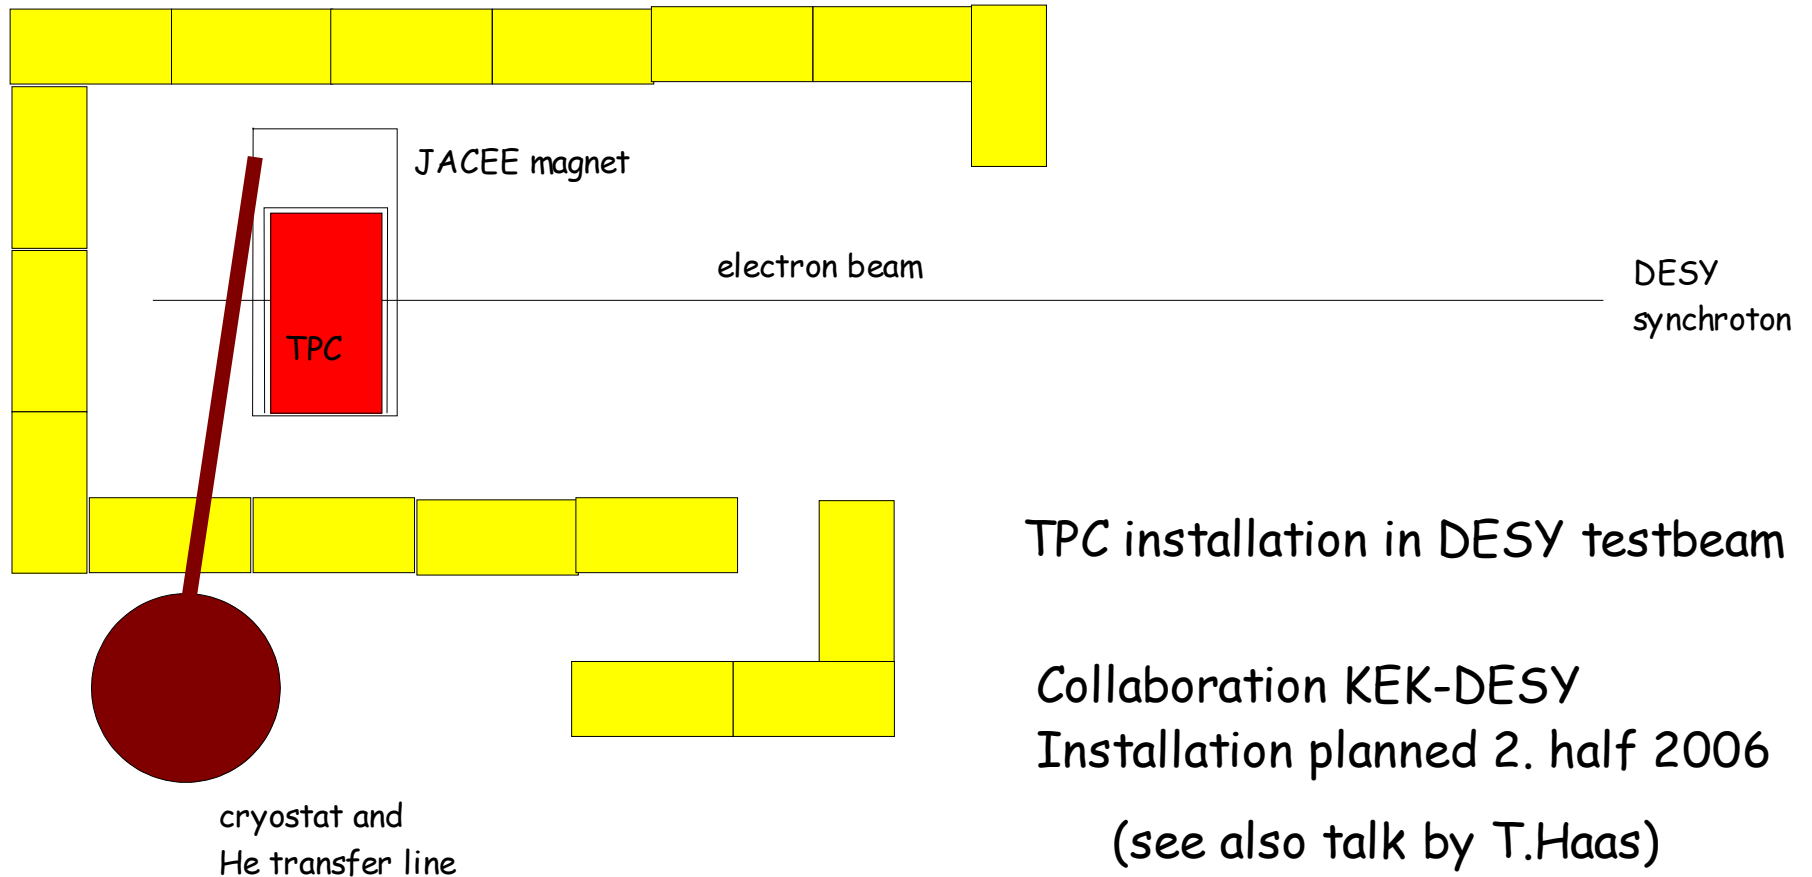 JACEE magnet
electron beam
DESY
synchroton
TPC
TPC installation in DESY testbeam
Collaboration KEK-DESY
Installation planned 2. half 2006
(see also talk by T.Haas)
cryostat and
He transfer line